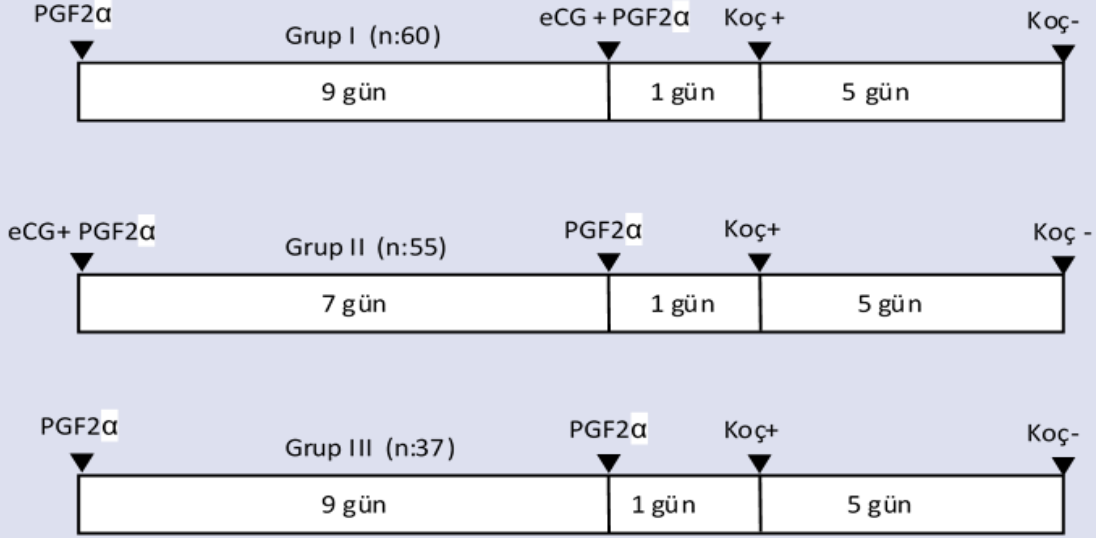 PGF2α
eCG + PGF2α
Koç +
Koç-
Grup I (n:60)
9 gün
1 gün
5 gün
eCG+ PGF2α
PGF2α
Koç+
Koç -
Grup II (n:55)
7 gün
1 gün
5 gün
PGF2α
PGF2α
Koç+
Koç-
Grup III (n:37)
9 gün
1 gün
5 gün